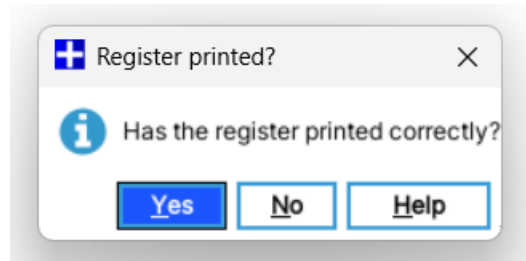 Register printed?
Has the register printed correctly?
Yes No Help